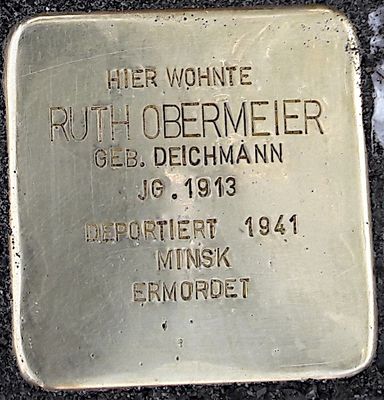 HIER WOHNTE
RUTH OBERMEIER
GEB. DEICHMANN
JG. 1913
DEPORTIERT 1941
MINSK
ERMORDET